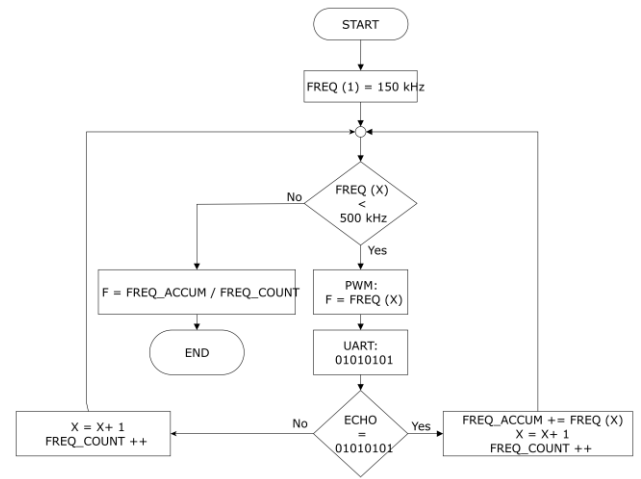 START
FREQ (1) = 150 kHz
FREQ (X)
<
500 kHz
No
Yes
F = FREQ_ACCUM / FREQ_COUNT
PWM:
F = FREQ (X)
END
UART:
01010101
ECHO
=
01010101
No
Yes
X = X+ 1
FREQ_COUNT ++
FREQ_ACCUM += FREQ (X)
X = X+ 1
FREQ_COUNT ++